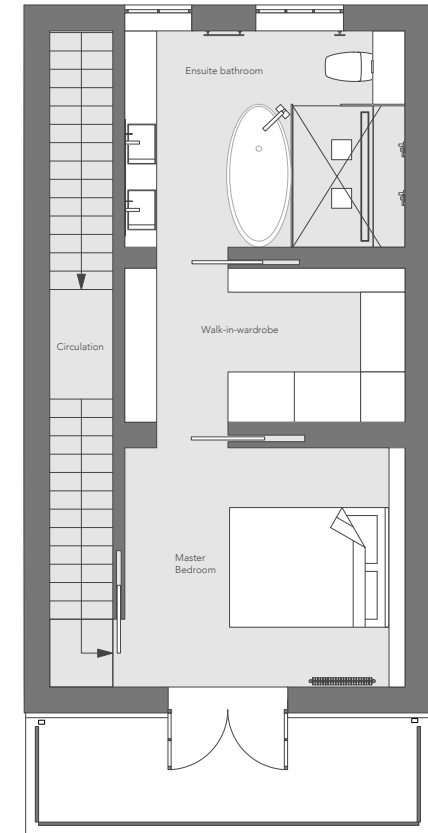 Ensuite bathroom
Walk-in-wardrobe
Circulation
Master
Bedroom